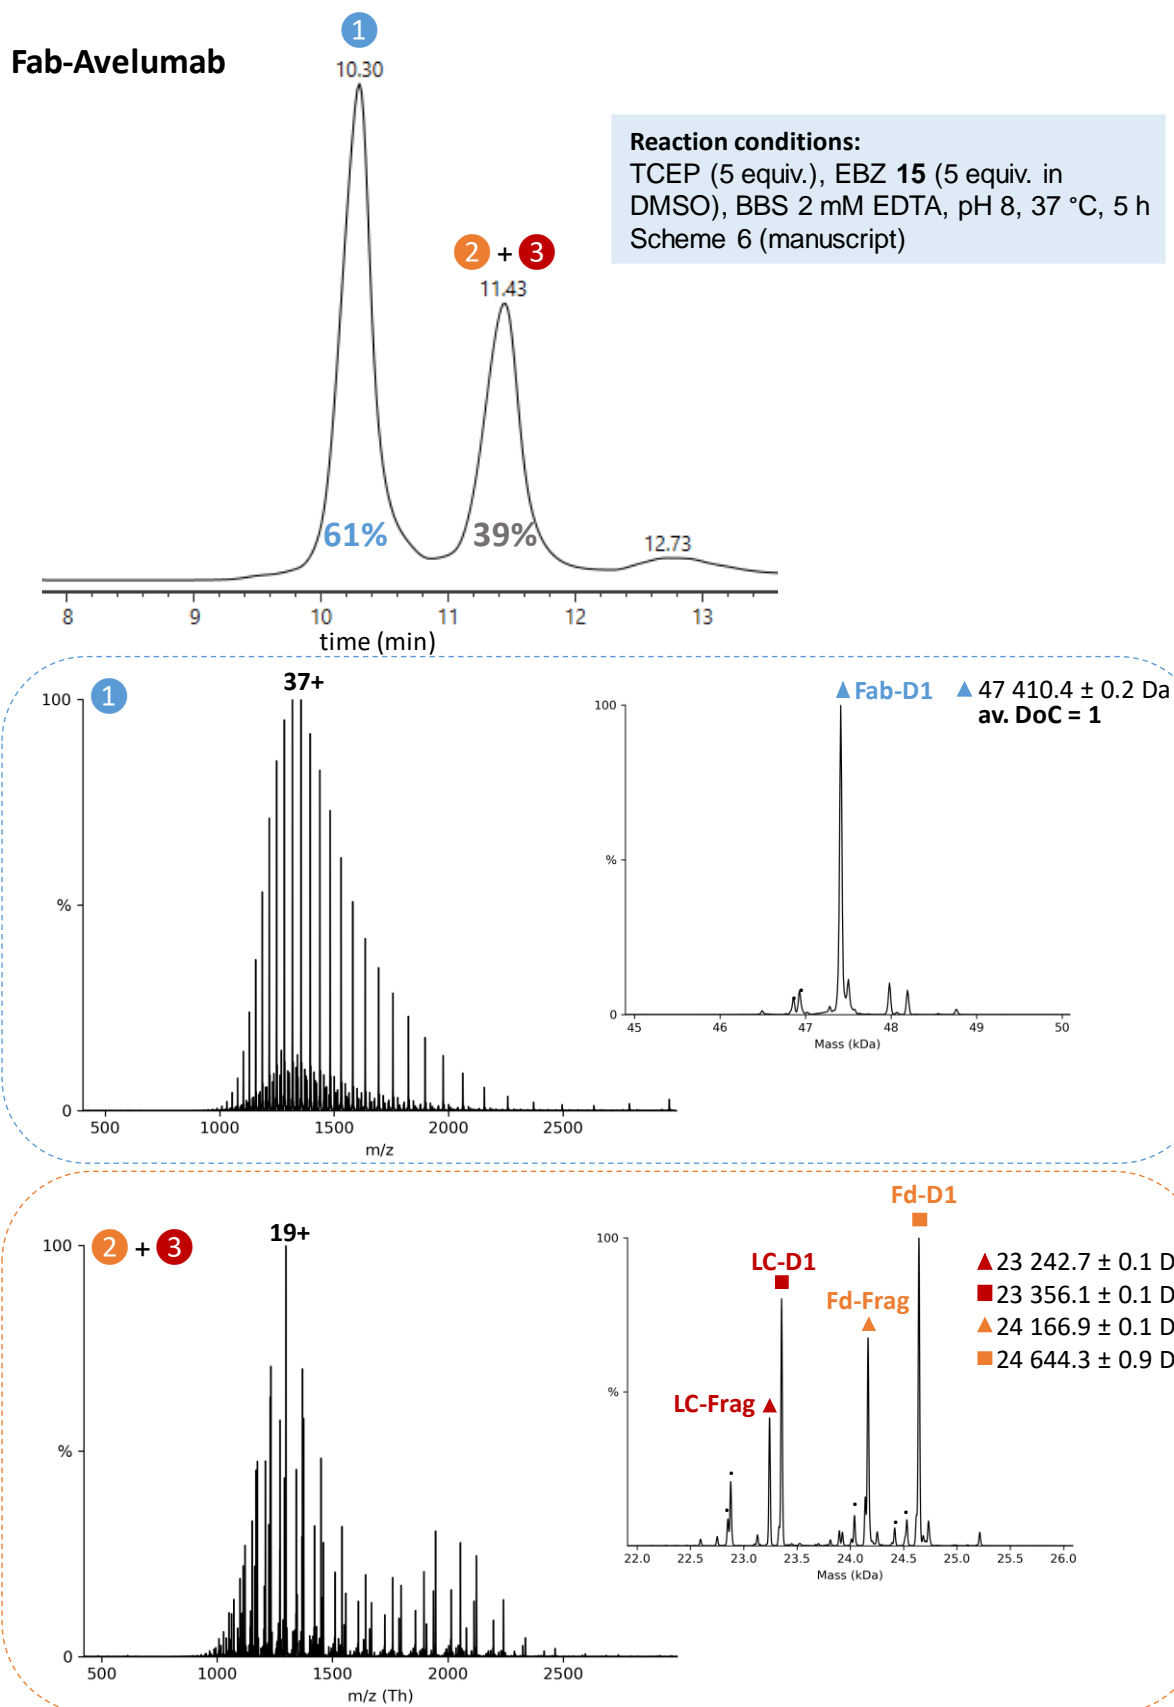 1
Fab-Avelumab
10.30
Reaction conditions:
TCEP (5 equiv.), EBZ 15 (5 equiv. in
DMSO), BBS 2 mM EDTA, pH 8, 37 °C, 5 h
Scheme 6 (manuscript)
2 + 3
11.43
61%
39%
12.73
8 9 10 11 12 13
time (min)
1
37+
100
%
0
500 1000 1500 2000 2500
m/z
Fab-D1
47 410.4 ± 0.2 Da
av. DoC = 1
100
%
0
45 46 47 48 49 50
Mass (kDa)
2 + 3
19+
100
%
0
500 1000 1500 2000 2500
m/z (Th)
Fd-D1
LC-D1
Fd-Frag
LC-Frag
23 242.7 ± 0.1 D
23 356.1 ± 0.1 D
24 166.9 ± 0.1 D
24 644.3 ± 0.9 D
100
%
0
22.0 22.5 23.0 23.5 24.0 24.5 25.0 25.5 26.0
Mass (kDa)